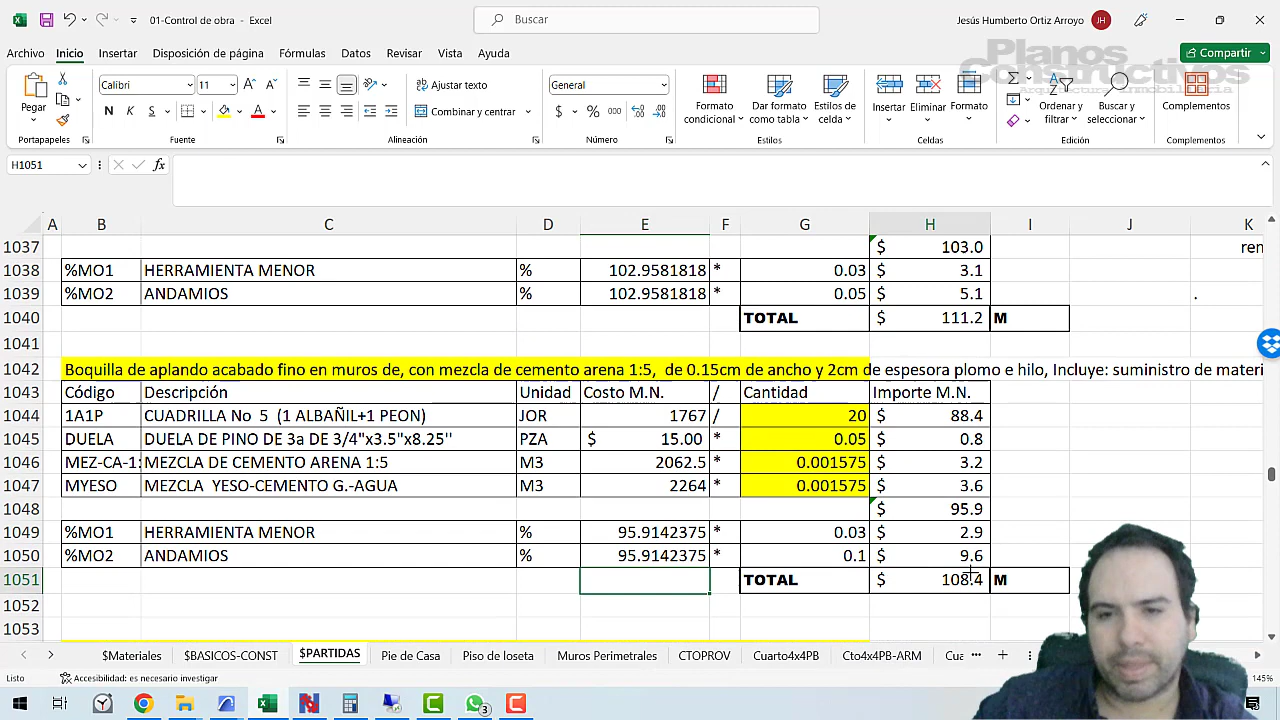 01-Control de obra - Excel
Buscar
Jesús Humberto Ortiz Arroyo
JH
Archivo Inicio Insertar Disposición de página Fórmulas Datos Revisar Vista Ayuda
Compartir
Planos
Constructivos
Arquitectura Inmobiliaria
Pegar
Calibri 11
N K S
Ajustar texto
Combinar y centrar
General
$ % 000
Formato condicional
Dar formato como tabla
Estilos de celda
Insertar Eliminar Formato
Ordenar y filtrar
Buscar y seleccionar
Complementos
Portapapeles Fuente Alineación Número Estilos Celdas Edición Complementos
H1051 fx
A B C D E F G H I J K
1037 $ 103.0 ren
1038 %MO1 HERRAMIENTA MENOR % 102.9581818 * 0.03 $ 3.1
1039 %MO2 ANDAMIOS % 102.9581818 * 0.05 $ 5.1 .
1040 TOTAL $ 111.2 M
1041
1042 Boquilla de aplando acabado fino en muros de, con mezcla de cemento arena 1:5, de 0.15cm de ancho y 2cm de espesora plomo e hilo, Incluye: suministro de materi
1043 Código Descripción Unidad Costo M.N. / Cantidad Importe M.N.
1044 1A1P CUADRILLA No 5 (1 ALBAÑIL+1 PEON) JOR 1767 / 20 $ 88.4
1045 DUELA DUELA DE PINO DE 3a DE 3/4"x3.5"x8.25'' PZA $ 15.00 * 0.05 $ 0.8
1046 MEZ-CA-1: MEZCLA DE CEMENTO ARENA 1:5 M3 2062.5 * 0.001575 $ 3.2
1047 MYESO MEZCLA YESO-CEMENTO G.-AGUA M3 2264 * 0.001575 $ 3.6
1048 $ 95.9
1049 %MO1 HERRAMIENTA MENOR % 95.9142375 * 0.03 $ 2.9
1050 %MO2 ANDAMIOS % 95.9142375 * 0.1 $ 9.6
1051 TOTAL $ 108.4 M
1052
1053
$Materiales $BASICOS-CONST $PARTIDAS Pie de Casa Piso de loseta Muros Perimetrales CTOPROV Cuarto4x4PB Cto4x4PB-ARM Cua ...
Listo Accesibilidad: es necesario investigar 145%
3